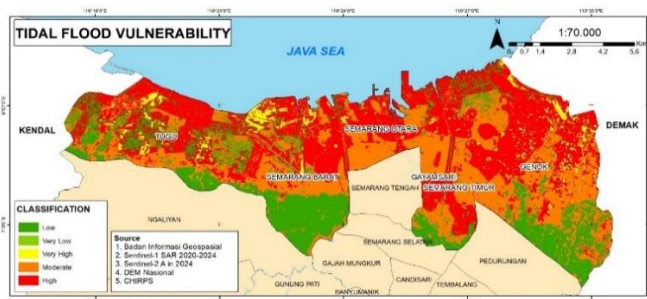 TIDAL FLOOD VULNERABILITY
JAVA SEA
N
1:70.000
Km
0 0,7 1,4 2,8 4,2 5,6
KENDAL
DEMAK
TUGU
SEMARANG UTARA
GENUK
SEMARANG BARAT
GAYAMSARI
SEMARANG TENGAH
SEMARANG TIMUR
NGALIYAN
SEMARANG SELATAN
PEDURUNGAN
GAJAH MUNGKUR
CANDISARI
TEMBALANG
GUNUNG PATI
BANYUMANIK
CLASSIFICATION
Low
Very Low
Very High
Moderate
High
Source
1. Badan Informasi Geospasial
2. Sentinel-1 SAR 2020-2024
3. Sentinel-2 A in 2024
4. DEM Nasional
5. CHIRPS